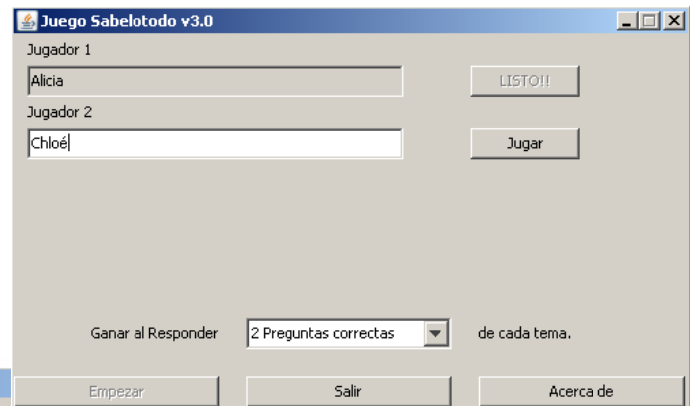 Juego Sabelotodo v3.0
Jugador 1
Alicia
LISTO!!
Jugador 2
Chloé
Jugar
Ganar al Responder 2 Preguntas correctas de cada tema.
Empezar Salir Acerca de